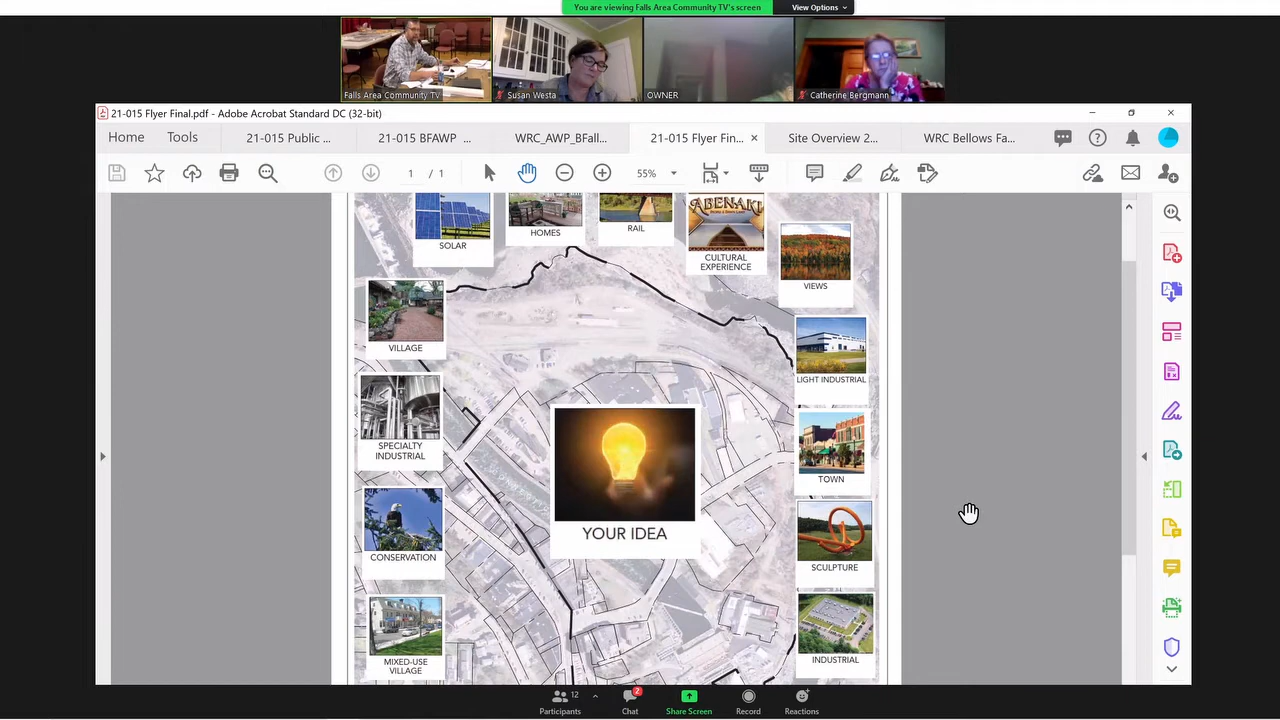 You are viewing Falls Area Community TV's screen
View Options
Falls Area Community TV
Susan Westa
OWNER
Catherine Bergmann
21-015 Flyer Final.pdf - Adobe Acrobat Standard DC (32-bit)
Home
Tools
21-015 Public ...
21-015 BFAWP ...
WRC_AWP_BFall...
21-015 Flyer Fin...
Site Overview 2...
WRC Bellows Fa...
1 / 1
55%
SOLAR
HOMES
RAIL
ABENAKI
CULTURAL
EXPERIENCE
VIEWS
VILLAGE
LIGHT INDUSTRIAL
SPECIALTY
INDUSTRIAL
TOWN
YOUR IDEA
CONSERVATION
SCULPTURE
MIXED-USE
VILLAGE
INDUSTRIAL
12
2
Participants
Chat
Share Screen
Record
Reactions